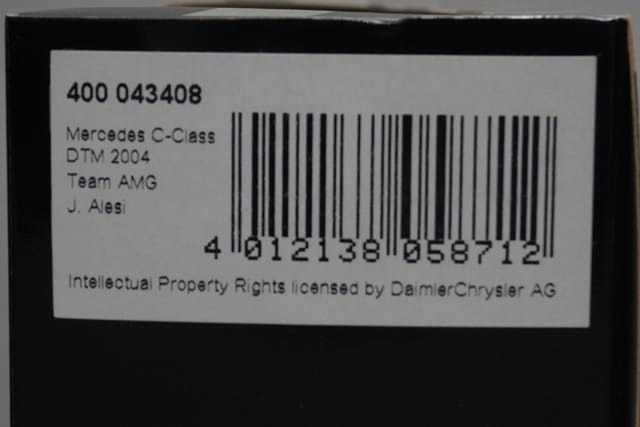 400 043408
Mercedes C-Class
DTM 2004
Team AMG
J. Alesi
4 012138 058712
Intellectual Property Rights licensed by DaimlerChrysler AG